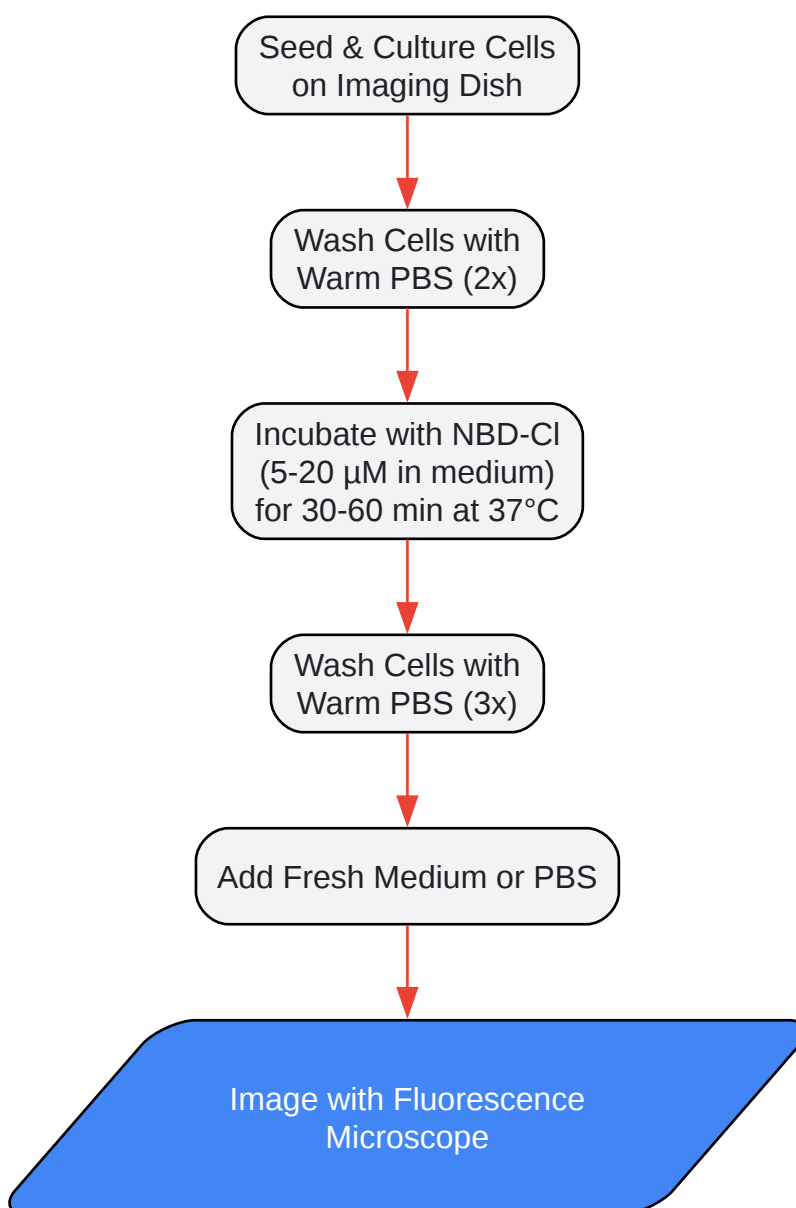 Seed & Culture Cells
on Imaging Dish
Wash Cells with
Warm PBS (2x)
Incubate with NBD-Cl
(5-20 µM in medium)
for 30-60 min at 37°C
Wash Cells with
Warm PBS (3x)
Add Fresh Medium or PBS
Image with Fluorescence
Microscope